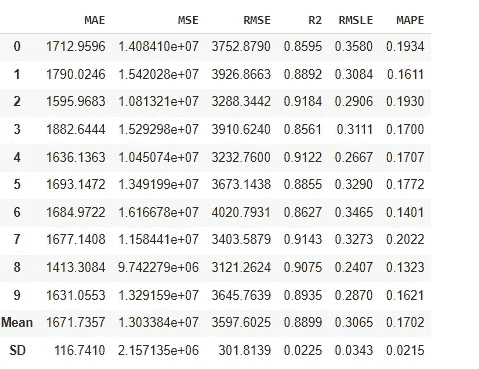 MAE MSE RMSE R2 RMSLE MAPE
0 1712.9596 1.408410e+07 3752.8790 0.8595 0.3580 0.1934
1 1790.0246 1.542028e+07 3926.8663 0.8892 0.3084 0.1611
2 1595.9683 1.081321e+07 3288.3442 0.9184 0.2906 0.1930
3 1882.6444 1.529298e+07 3910.6240 0.8561 0.3111 0.1700
4 1636.1363 1.045074e+07 3232.7600 0.9122 0.2667 0.1707
5 1693.1472 1.349199e+07 3673.1438 0.8855 0.3290 0.1772
6 1684.9722 1.616678e+07 4020.7931 0.8627 0.3465 0.1401
7 1677.1408 1.158441e+07 3403.5879 0.9143 0.3273 0.2022
8 1413.3084 9.742279e+06 3121.2624 0.9075 0.2407 0.1323
9 1631.0553 1.329159e+07 3645.7639 0.8935 0.2870 0.1621
Mean 1671.7357 1.303384e+07 3597.6025 0.8899 0.3065 0.1702
SD 116.7410 2.157135e+06 301.8139 0.0225 0.0343 0.0215